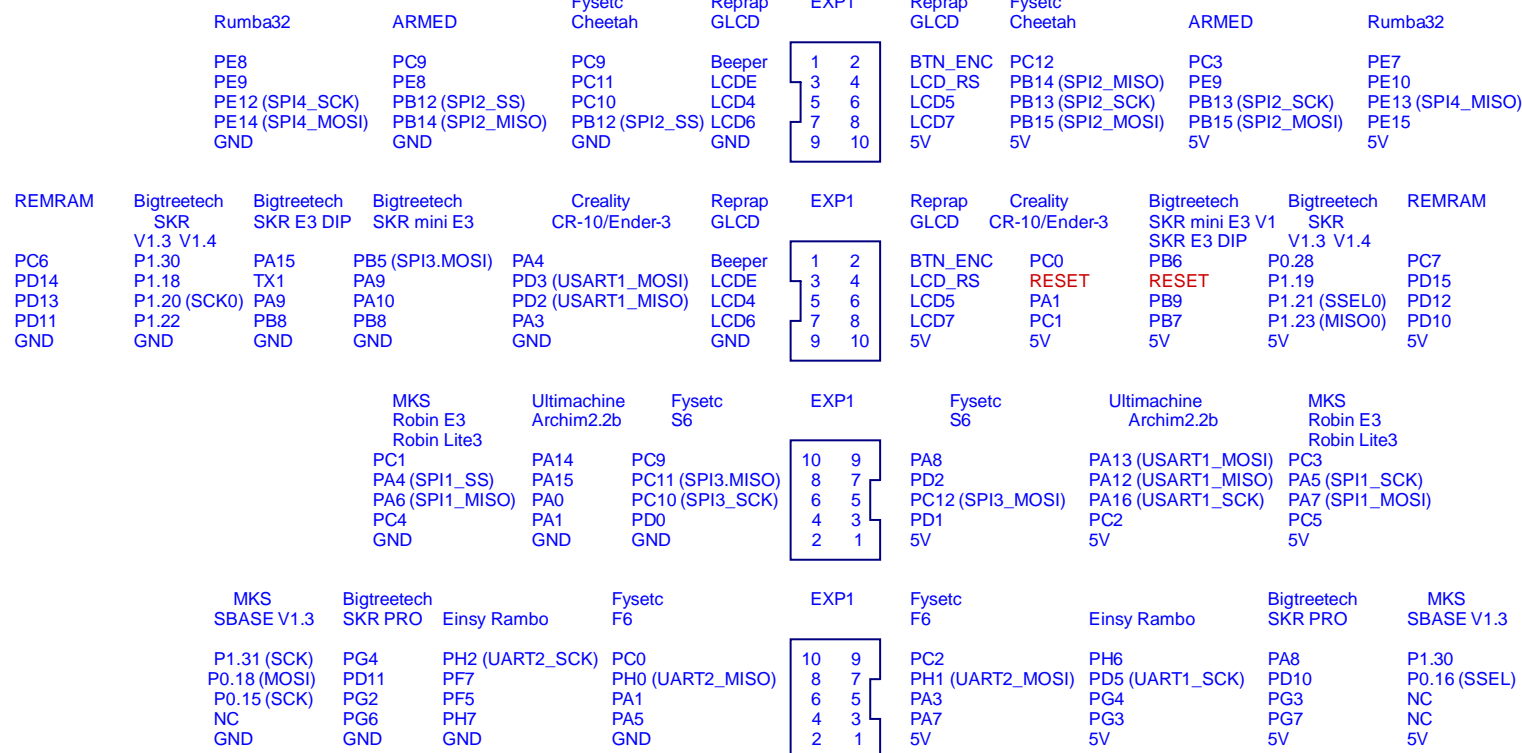 Fysetc Reprap EXP1 Reprap Fysetc
Rumba32 ARMED Cheetah GLCD GLCD Cheetah ARMED Rumba32
PE8 PC9 PC9 Beeper 1 2 BTN_ENC PC12 PC3 PE7
PE9 PE8 PC11 LCDE 3 4 LCD_RS PB14 (SPI2_MISO) PE9 PE10
PE12 (SPI4_SCK) PB12 (SPI2_SS) PC10 LCD4 5 6 LCD5 PB13 (SPI2_SCK) PB13 (SPI2_SCK) PE13 (SPI4_MISO)
PE14 (SPI4_MOSI) PB14 (SPI2_MISO) PB12 (SPI2_SS) LCD6 7 8 LCD7 PB15 (SPI2_MOSI) PB15 (SPI2_MOSI) PE15
GND GND GND GND 9 10 5V 5V 5V 5V
REMRAM Bigtreetech Bigtreetech Bigtreetech Creality Reprap EXP1 Reprap Creality Bigtreetech Bigtreetech REMRAM
SKR SKR E3 DIP SKR mini E3 CR-10/Ender-3 GLCD GLCD CR-10/Ender-3 SKR mini E3 V1 SKR
V1.3 V1.4 SKR E3 DIP V1.3 V1.4
PC6 P1.30 PA15 PB5 (SPI3.MOSI) PA4 Beeper 1 2 BTN_ENC PC0 PB6 P0.28 PC7
PD14 P1.18 TX1 PA9 PD3 (USART1_MOSI) LCDE 3 4 LCD_RS RESET RESET P1.19 PD15
PD13 P1.20 (SCK0) PA9 PA10 PD2 (USART1_MISO) LCD4 5 6 LCD5 PA1 PB9 P1.21 (SSEL0) PD12
PD11 P1.22 PB8 PB8 PA3 LCD6 7 8 LCD7 PC1 PB7 P1.23 (MISO0) PD10
GND GND GND GND GND GND 9 10 5V 5V 5V 5V 5V
MKS Ultimachine Fysetc EXP1 Fysetc Ultimachine MKS
Robin E3 Archim2.2b S6 S6 Archim2.2b Robin E3
Robin Lite3 Robin Lite3
PC1 PA14 PC9 10 9 PA8 PA13 (USART1_MOSI) PC3
PA4 (SPI1_SS) PA15 PC11 (SPI3.MISO) 8 7 PD2 PA12 (USART1_MISO) PA5 (SPI1_SCK)
PA6 (SPI1_MISO) PA0 PC10 (SPI3_SCK) 6 5 PC12 (SPI3_MOSI) PA16 (USART1_SCK) PA7 (SPI1_MOSI)
PC4 PA1 PD0 4 3 PD1 PC2 PC5
GND GND GND 2 1 5V 5V 5V
MKS Bigtreetech Fysetc EXP1 Fysetc Bigtreetech MKS
SBASE V1.3 SKR PRO Einsy Rambo F6 F6 Einsy Rambo SKR PRO SBASE V1.3
P1.31 (SCK) PG4 PH2 (UART2_SCK) PC0 10 9 PC2 PH6 PA8 P1.30
P0.18 (MOSI) PD11 PF7 PH0 (UART2_MISO) 8 7 PH1 (UART2_MOSI) PD5 (UART1_SCK) PD10 P0.16 (SSEL)
P0.15 (SCK) PG2 PF5 PA1 6 5 PA3 PG4 PG3 NC
NC PG6 PH7 PA5 4 3 PA7 PG3 PG7 NC
GND GND GND GND 2 1 5V 5V 5V 5V